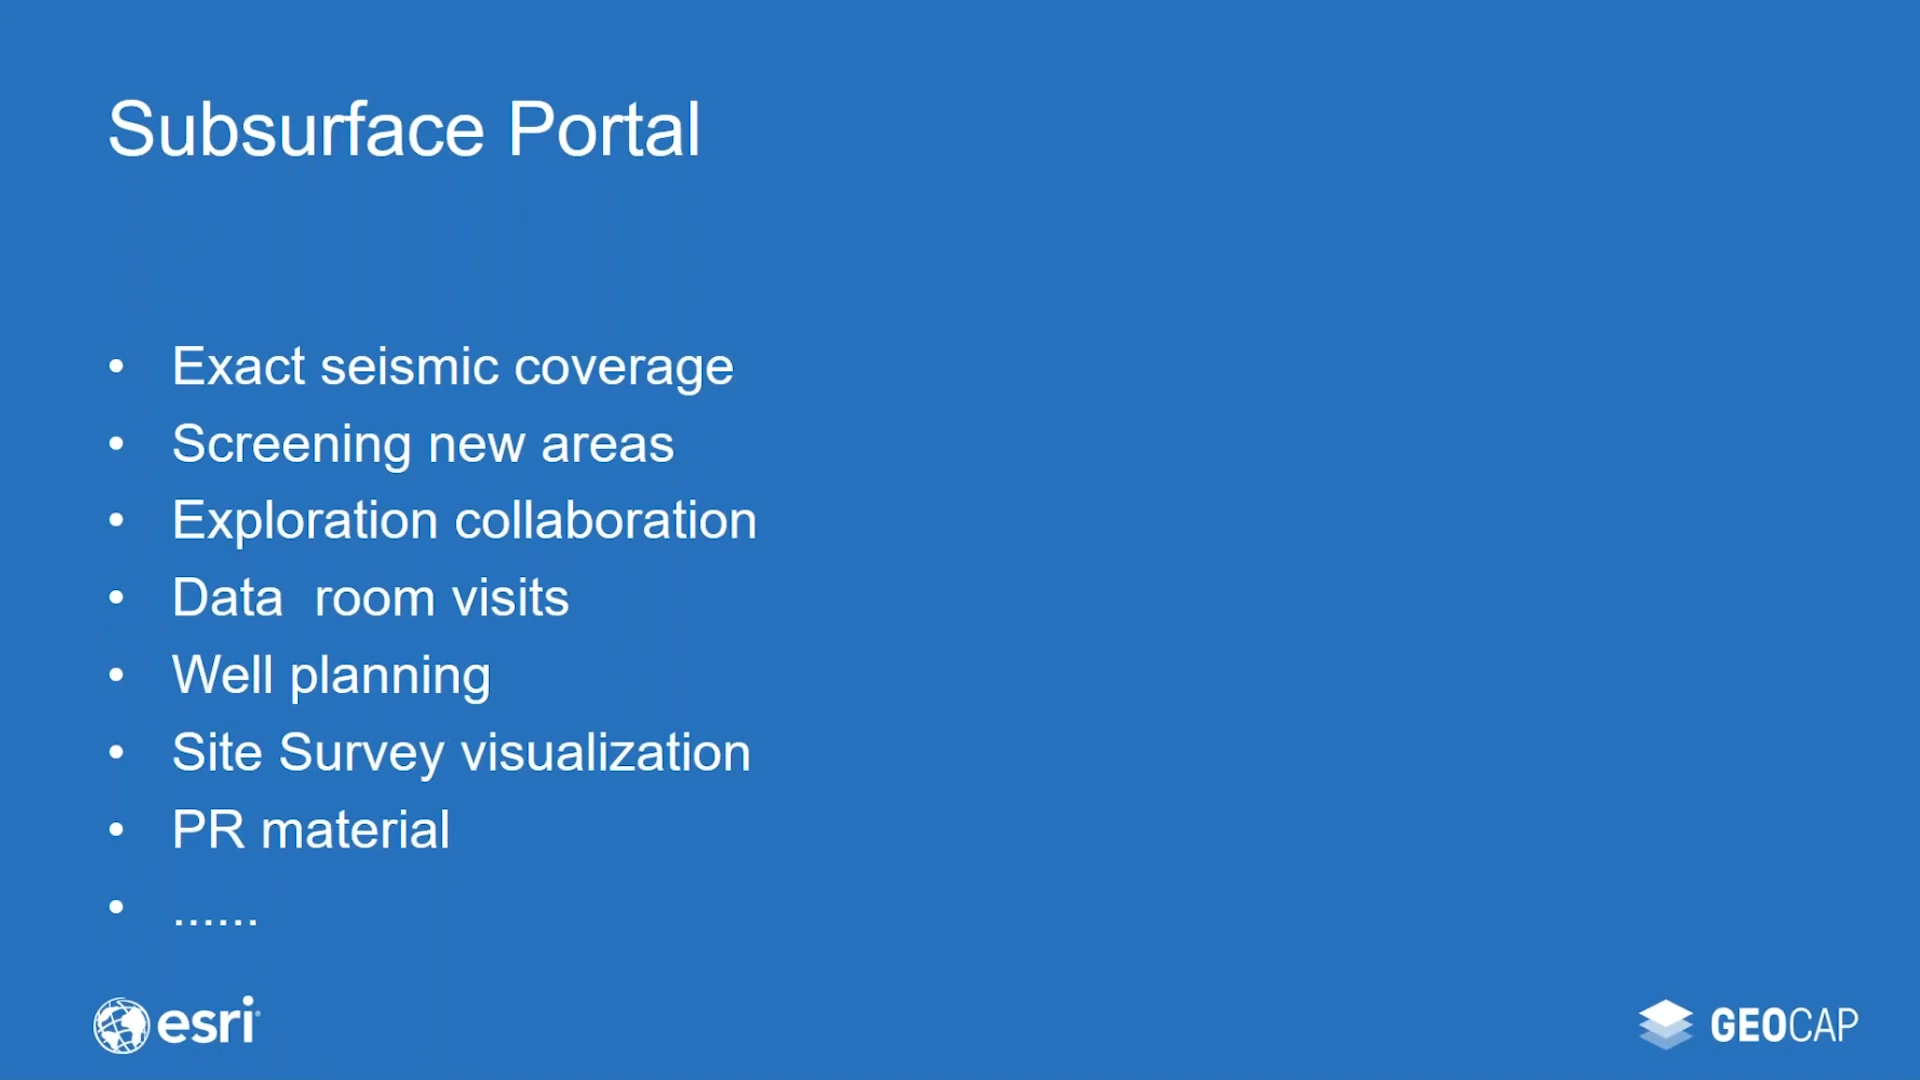 Subsurface Portal
• Exact seismic coverage
• Screening new areas
• Exploration collaboration
• Data  room visits
• Well planning
• Site Survey visualization
• PR material
• ......
esri
GEOCAP